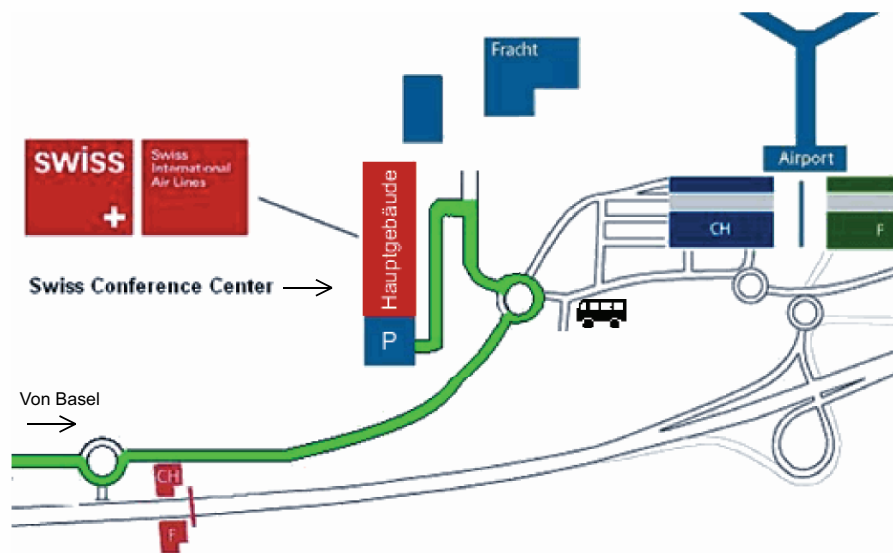 Fracht
Airport
swiss
Swiss
International
Air Lines
Hauptgebäude
CH
F
Swiss Conference Center
P
Von Basel
CH
F